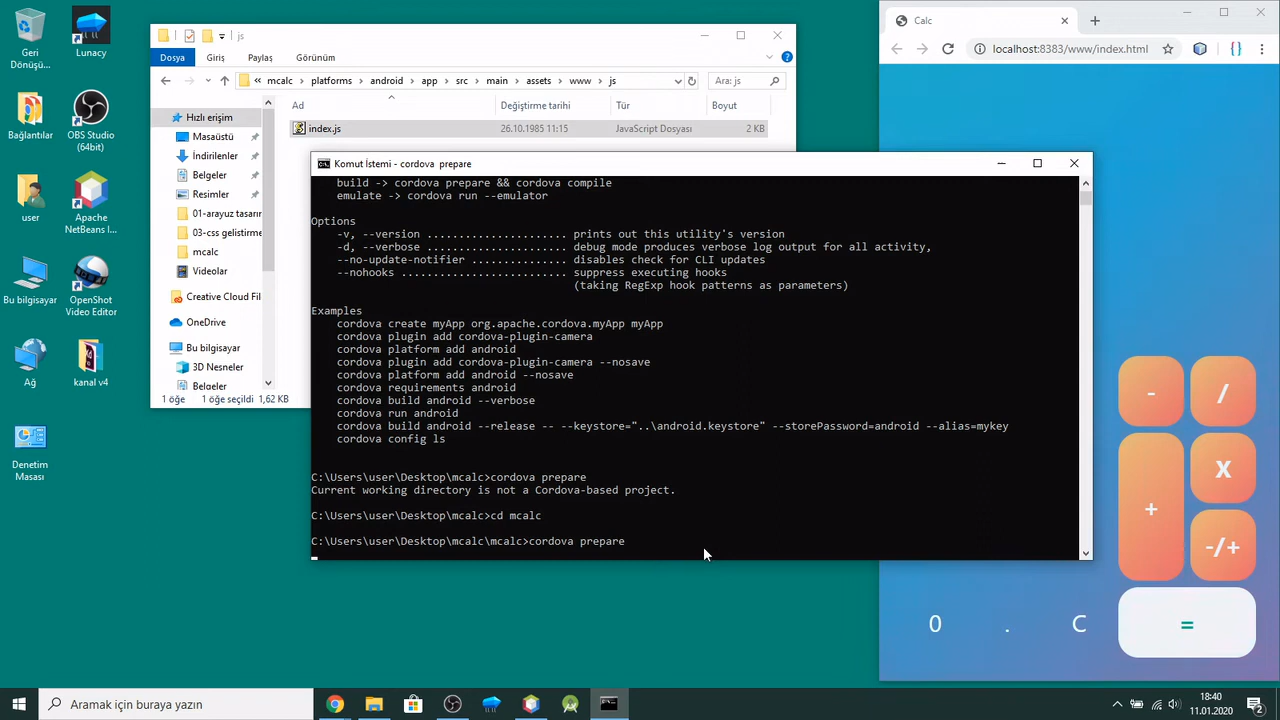 Geri
Dönüşü...
Lunacy
Bağlantılar
OBS Studio
(64bit)
user
Apache
NetBeans I...
Bu bilgisayar
OpenShot
Video Editor
Ağ
kanal v4
Denetim
Masası
js
Dosya
Giriş
Paylaş
Görünüm
mcalc
platforms
android
app
src
main
assets
www
js
Ara: js
Ad
Değiştirme tarihi
Tür
Boyut
index.js
26.10.1985 11:15
JavaScript Dosyası
2 KB
Hızlı erişim
Masaüstü
İndirilenler
Belgeler
Resimler
01-arayuz tasarın
03-css gelistirme
mcalc
Videolar
Creative Cloud Fil
OneDrive
Bu bilgisayar
3D Nesneler
Belgeler
1 öğe
1 öğe seçildi
1,62 KB
Komut İstemi - cordova  prepare
build -> cordova prepare && cordova compile
emulate -> cordova run --emulator
Options
-v, --version ...................... prints out this utility's version
-d, --verbose ...................... debug mode produces verbose log output for all activity,
--no-update-notifier ............... disables check for CLI updates
--nohooks .......................... suppress executing hooks
(taking RegExp hook patterns as parameters)
Examples
cordova create myApp org.apache.cordova.myApp myApp
cordova plugin add cordova-plugin-camera
cordova platform add android
cordova plugin add cordova-plugin-camera --nosave
cordova platform add android --nosave
cordova requirements android
cordova build android --verbose
cordova run android
cordova build android --release -- --keystore="..\android.keystore" --storePassword=android --alias=mykey
cordova config ls
C:\Users\user\Desktop\mcalc>cordova prepare
Current working directory is not a Cordova-based project.
C:\Users\user\Desktop\mcalc>cd mcalc
C:\Users\user\Desktop\mcalc\mcalc>cordova prepare
Calc
localhost:8383/www/index.html
-
/
+
X
-/+
0
.
C
=
Aramak için buraya yazın
18:40
11.01.2020